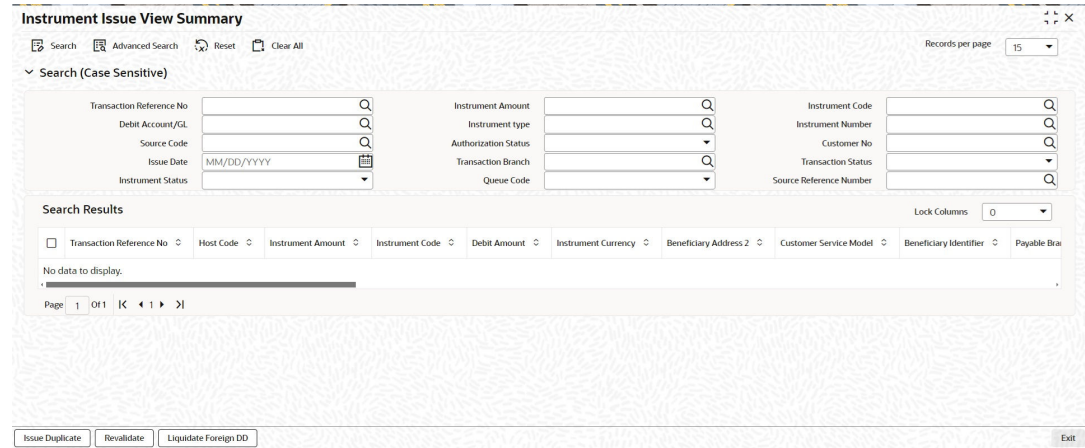 Instrument Issue View Summary
Search Advanced Search Reset Clear All Records per page 15
Search (Case Sensitive)
Transaction Reference No Instrument Amount Instrument Code
Debit Account/GL Instrument type Instrument Number
Source Code Authorization Status Customer No
Issue Date MM/DD/YYYY Transaction Branch Transaction Status
Instrument Status Queue Code Source Reference Number
Search Results Lock Columns 0
Transaction Reference No Host Code Instrument Amount Instrument Code Debit Amount Instrument Currency Beneficiary Address 2 Customer Service Model Beneficiary Identifier Payable Bra
No data to display.
Page 1 Of 1 1
Issue Duplicate Revalidate Liquidate Foreign DD Exit